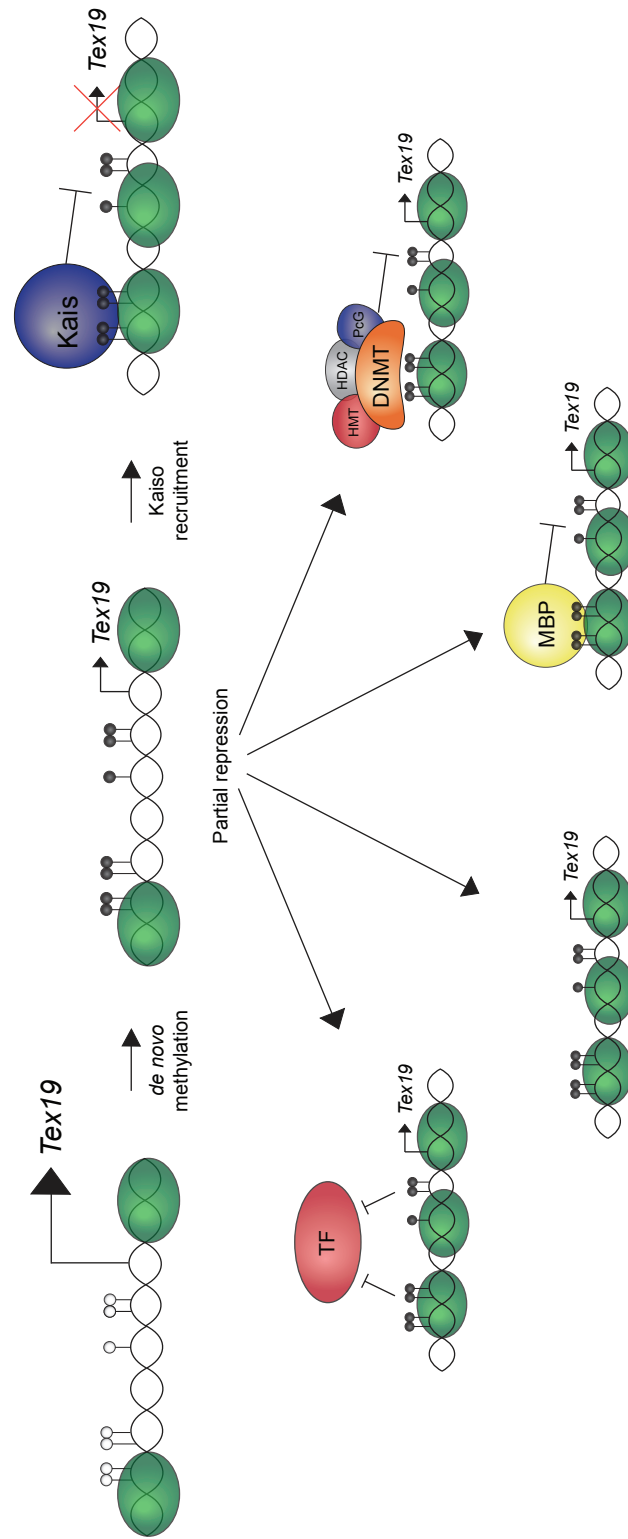 Tex19
de novo
methylation
Tex19
Kaiso
recruitment
Kais
Tex19
Partial repression
TF
Tex19
Tex19
MBP
Tex19
HMT
HDAC
PcG
DNMT
Tex19